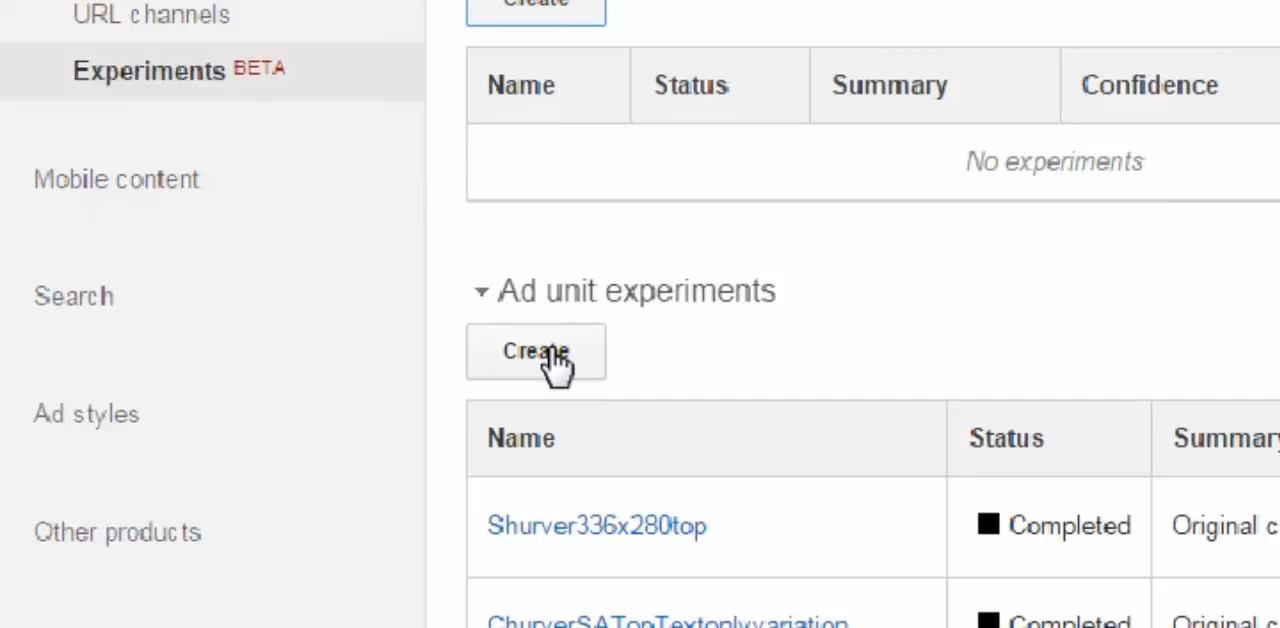 URL channels
Create
Experiments BETA
Name Status Summary Confidence
No experiments
Mobile content
Search
Ad unit experiments
Create
Ad styles
Name Status Summary
Shurver336x280top Completed Original c
Other products
ChurverSATopTextonlyvariation Completed Original c